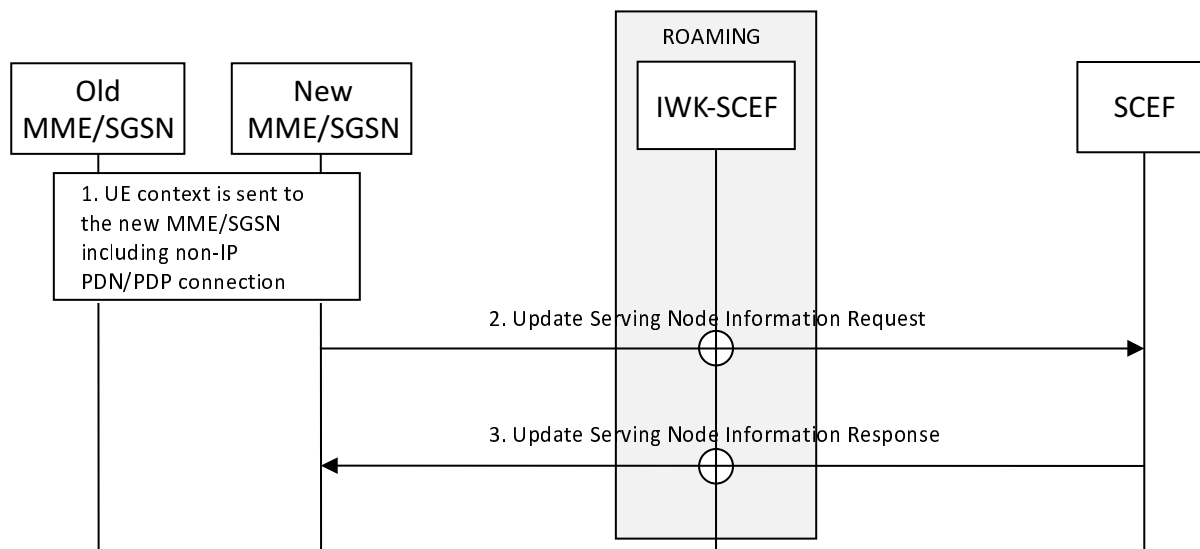 ROAMING
Old
MME/SGSN
New
MME/SGSN
IWK-SCEF
SCEF
1. UE context is sent to
the new MME/SGSN
including non-IP
PDN/PDP connection
2. Update Serving Node Information Request
3. Update Serving Node Information Response